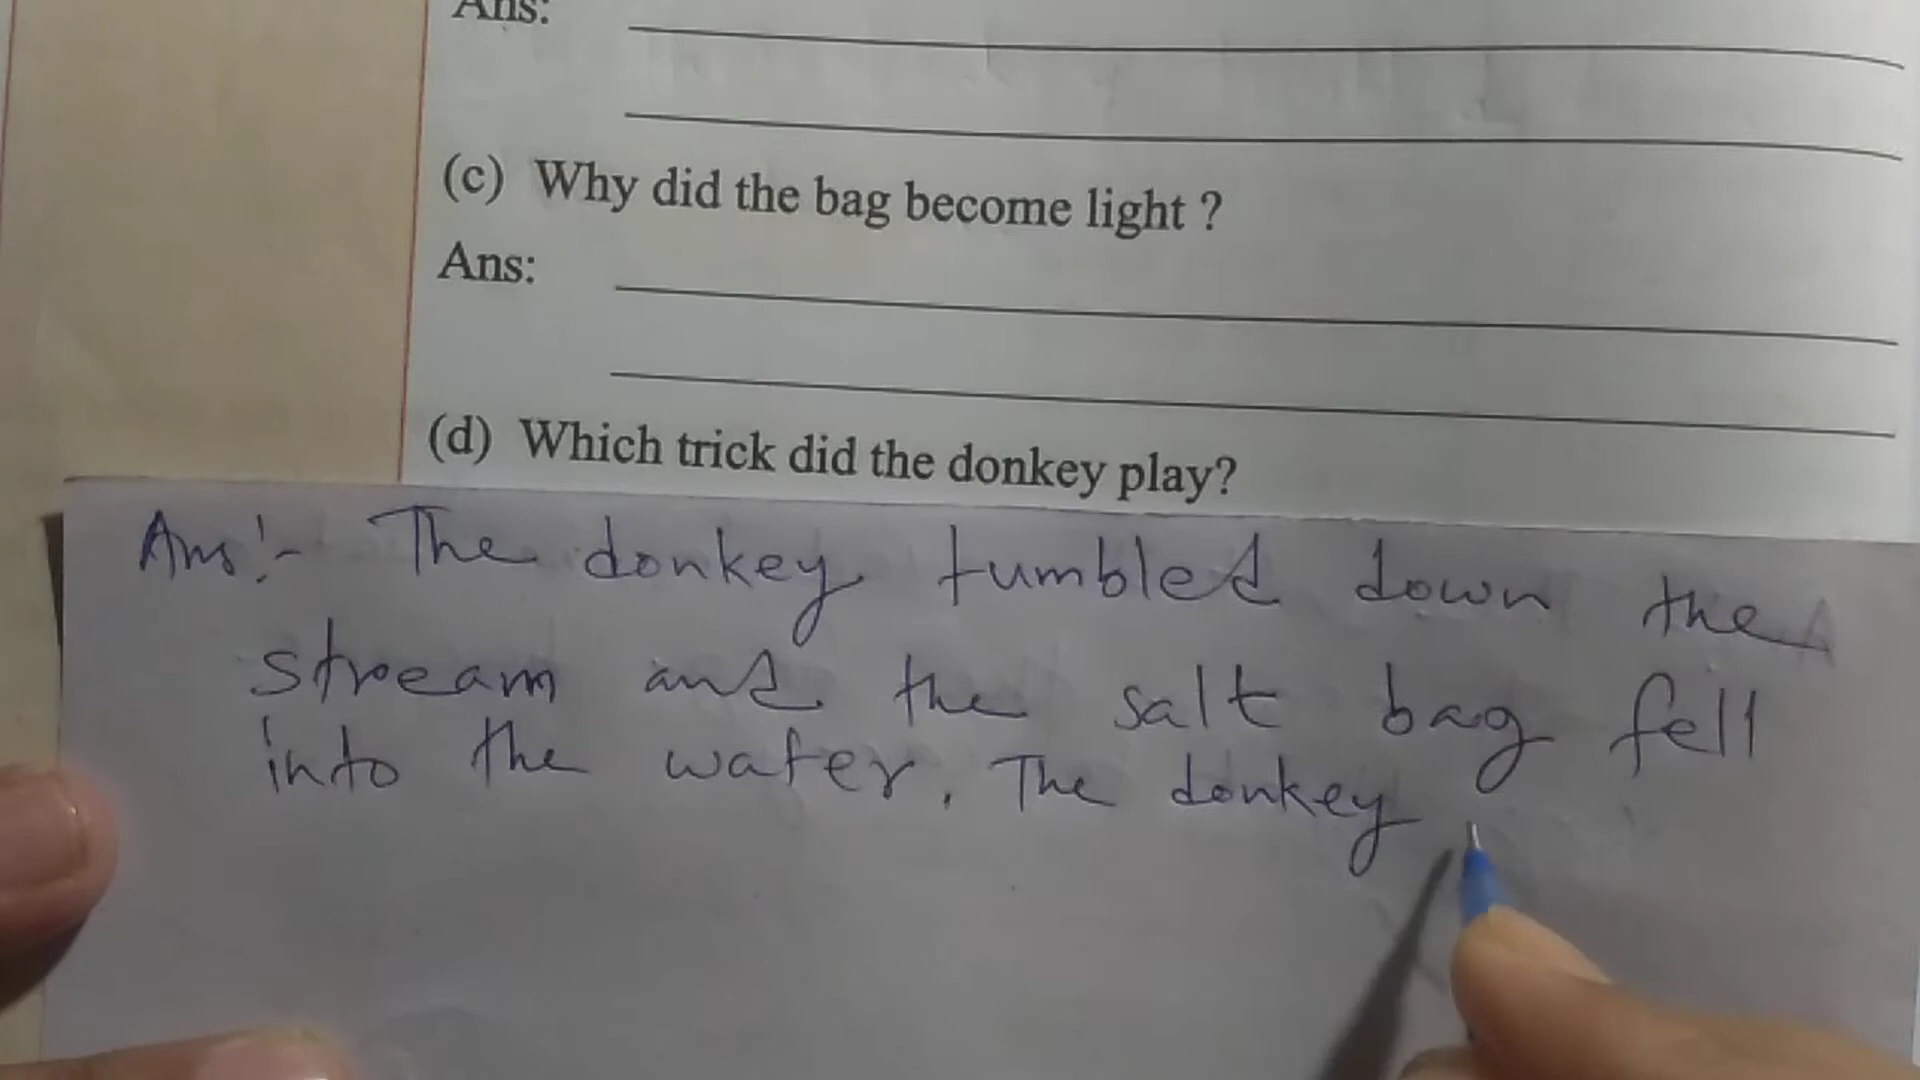 Ans:
(c) Why did the bag become light ?
Ans:
(d) Which trick did the donkey play?
Ans:- The donkey tumbled down the
stream and the salt bag fell
into the water. The donkey